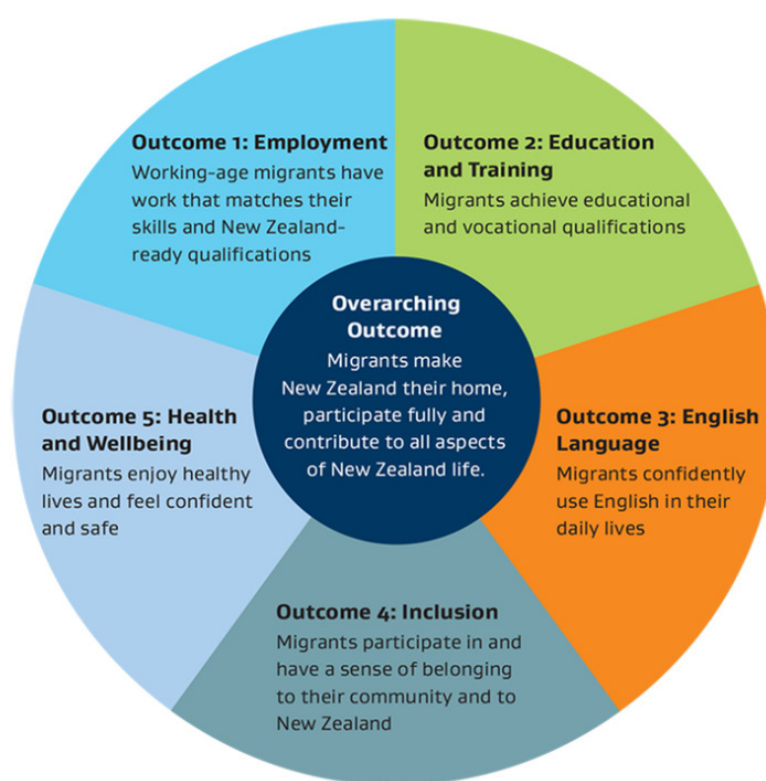 Outcome 1: Employment
Working-age migrants have
work that matches their
skills and New Zealand-
ready qualifications
Outcome 2: Education
and Training
Migrants achieve educational
and vocational qualifications
Overarching
Outcome
Migrants make
New Zealand their home,
participate fully and
contribute to all aspects
of New Zealand life.
Outcome 3: English
Language
Migrants confidently
use English in their
daily lives
Outcome 4: Inclusion
Migrants participate in and
have a sense of belonging
to their community and to
New Zealand
Outcome 5: Health
and Wellbeing
Migrants enjoy healthy
lives and feel confident
and safe